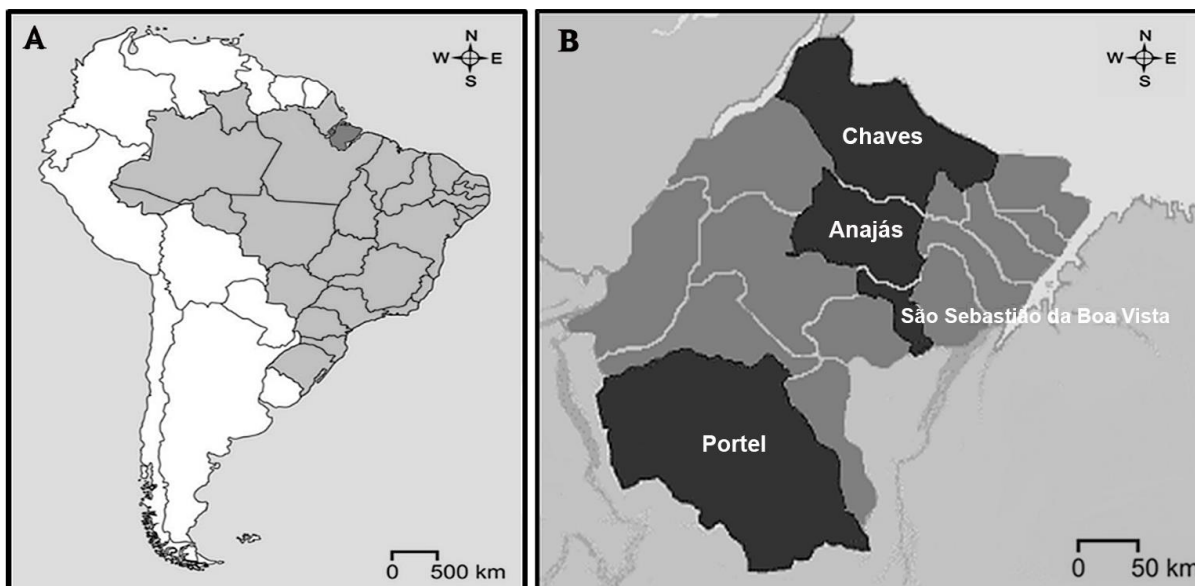 A
N
W E
S
0 500 km
B
N
W E
S
Chaves
Anajás
São Sebastião da Boa Vista
Portel
0 50 km